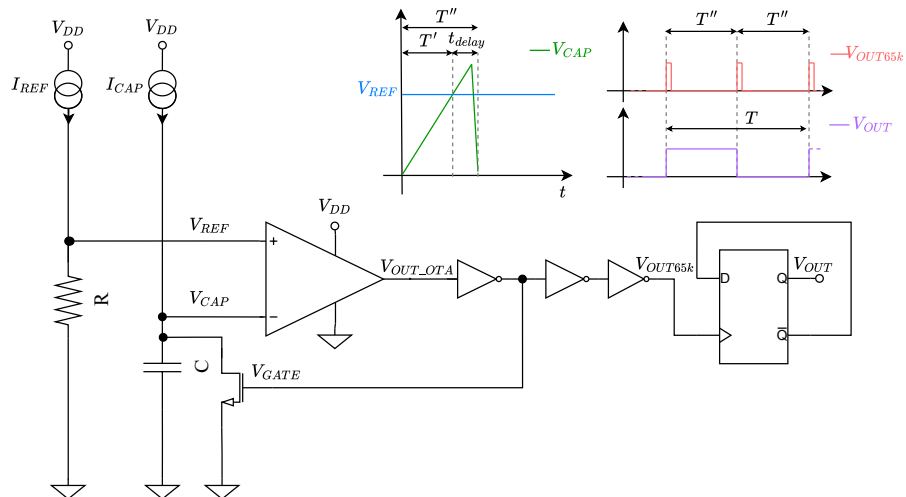 V_DD V_DD
I_REF I_CAP
T''
T' t_delay
V_CAP
V_REF
t
T'' T''
V_OUT65k
T
V_OUT
V_DD
V_REF
+
V_CAP
−
V_OUT_OTA
V_OUT65k
D Q
V_OUT
Q̅
R
C
V_GATE